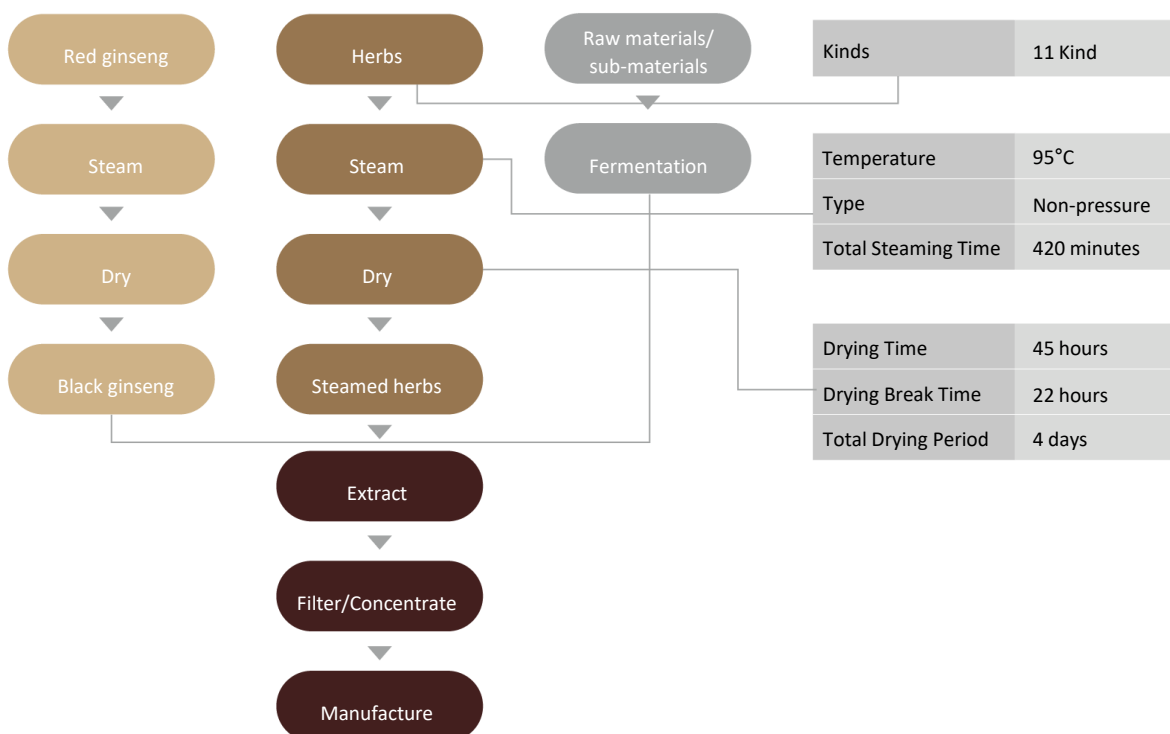 Red ginseng
Herbs
Raw materials/
sub-materials
Kinds 11 Kind
Steam
Steam
Fermentation
Temperature 95°C
Type Non-pressure
Total Steaming Time 420 minutes
Dry
Dry
Drying Time 45 hours
Drying Break Time 22 hours
Total Drying Period 4 days
Black ginseng
Steamed herbs
Extract
Filter/Concentrate
Manufacture